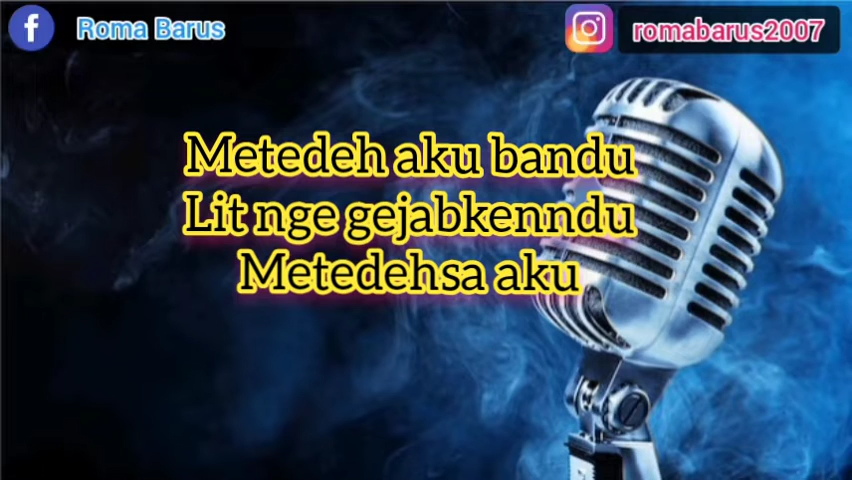 Roma Barus
romabarus2007
Metedeh aku bandu
Lit nge gejabkenndu
Metedehsa aku